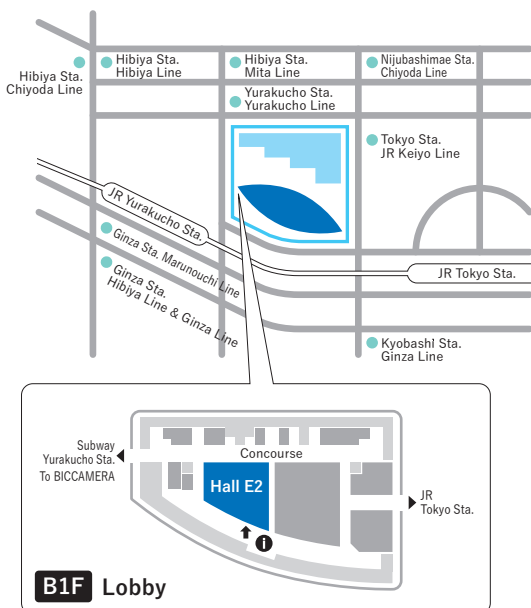 Hibiya Sta.
Chiyoda Line
Hibiya Sta.
Hibiya Line
Hibiya Sta.
Mita Line
Nijubashimae Sta.
Chiyoda Line
Yurakucho Sta.
Yurakucho Line
Tokyo Sta.
JR Keiyo Line
JR Yurakucho Sta.
Ginza Sta. Marunouchi Line
Ginza Sta.
Hibiya Line & Ginza Line
JR Tokyo Sta.
Kyobashi Sta.
Ginza Line
Subway
Yurakucho Sta.
To BICCAMERA
Concourse
Hall E2
JR
Tokyo Sta.
i
B1F Lobby